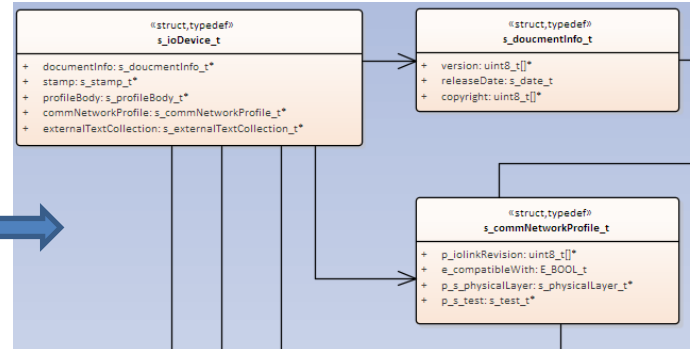 «struct,typedef»
s_ioDevice_t
+ documentInfo: s_doucmentInfo_t*
+ stamp: s_stamp_t*
+ profileBody: s_profileBody_t*
+ commNetworkProfile: s_commNetworkProfile_t*
+ externalTextCollection: s_externalTextCollection_t*
«struct,typedef»
s_doucmentInfo_t
+ version: uint8_t[]*
+ releaseDate: s_date_t
+ copyright: uint8_t[]*
«struct,typedef»
s_commNetworkProfile_t
+ p_iolinkRevision: uint8_t[]*
+ e_compatibleWith: E_BOOL_t
+ p_s_physicalLayer: s_physicalLayer_t*
+ p_s_test: s_test_t*